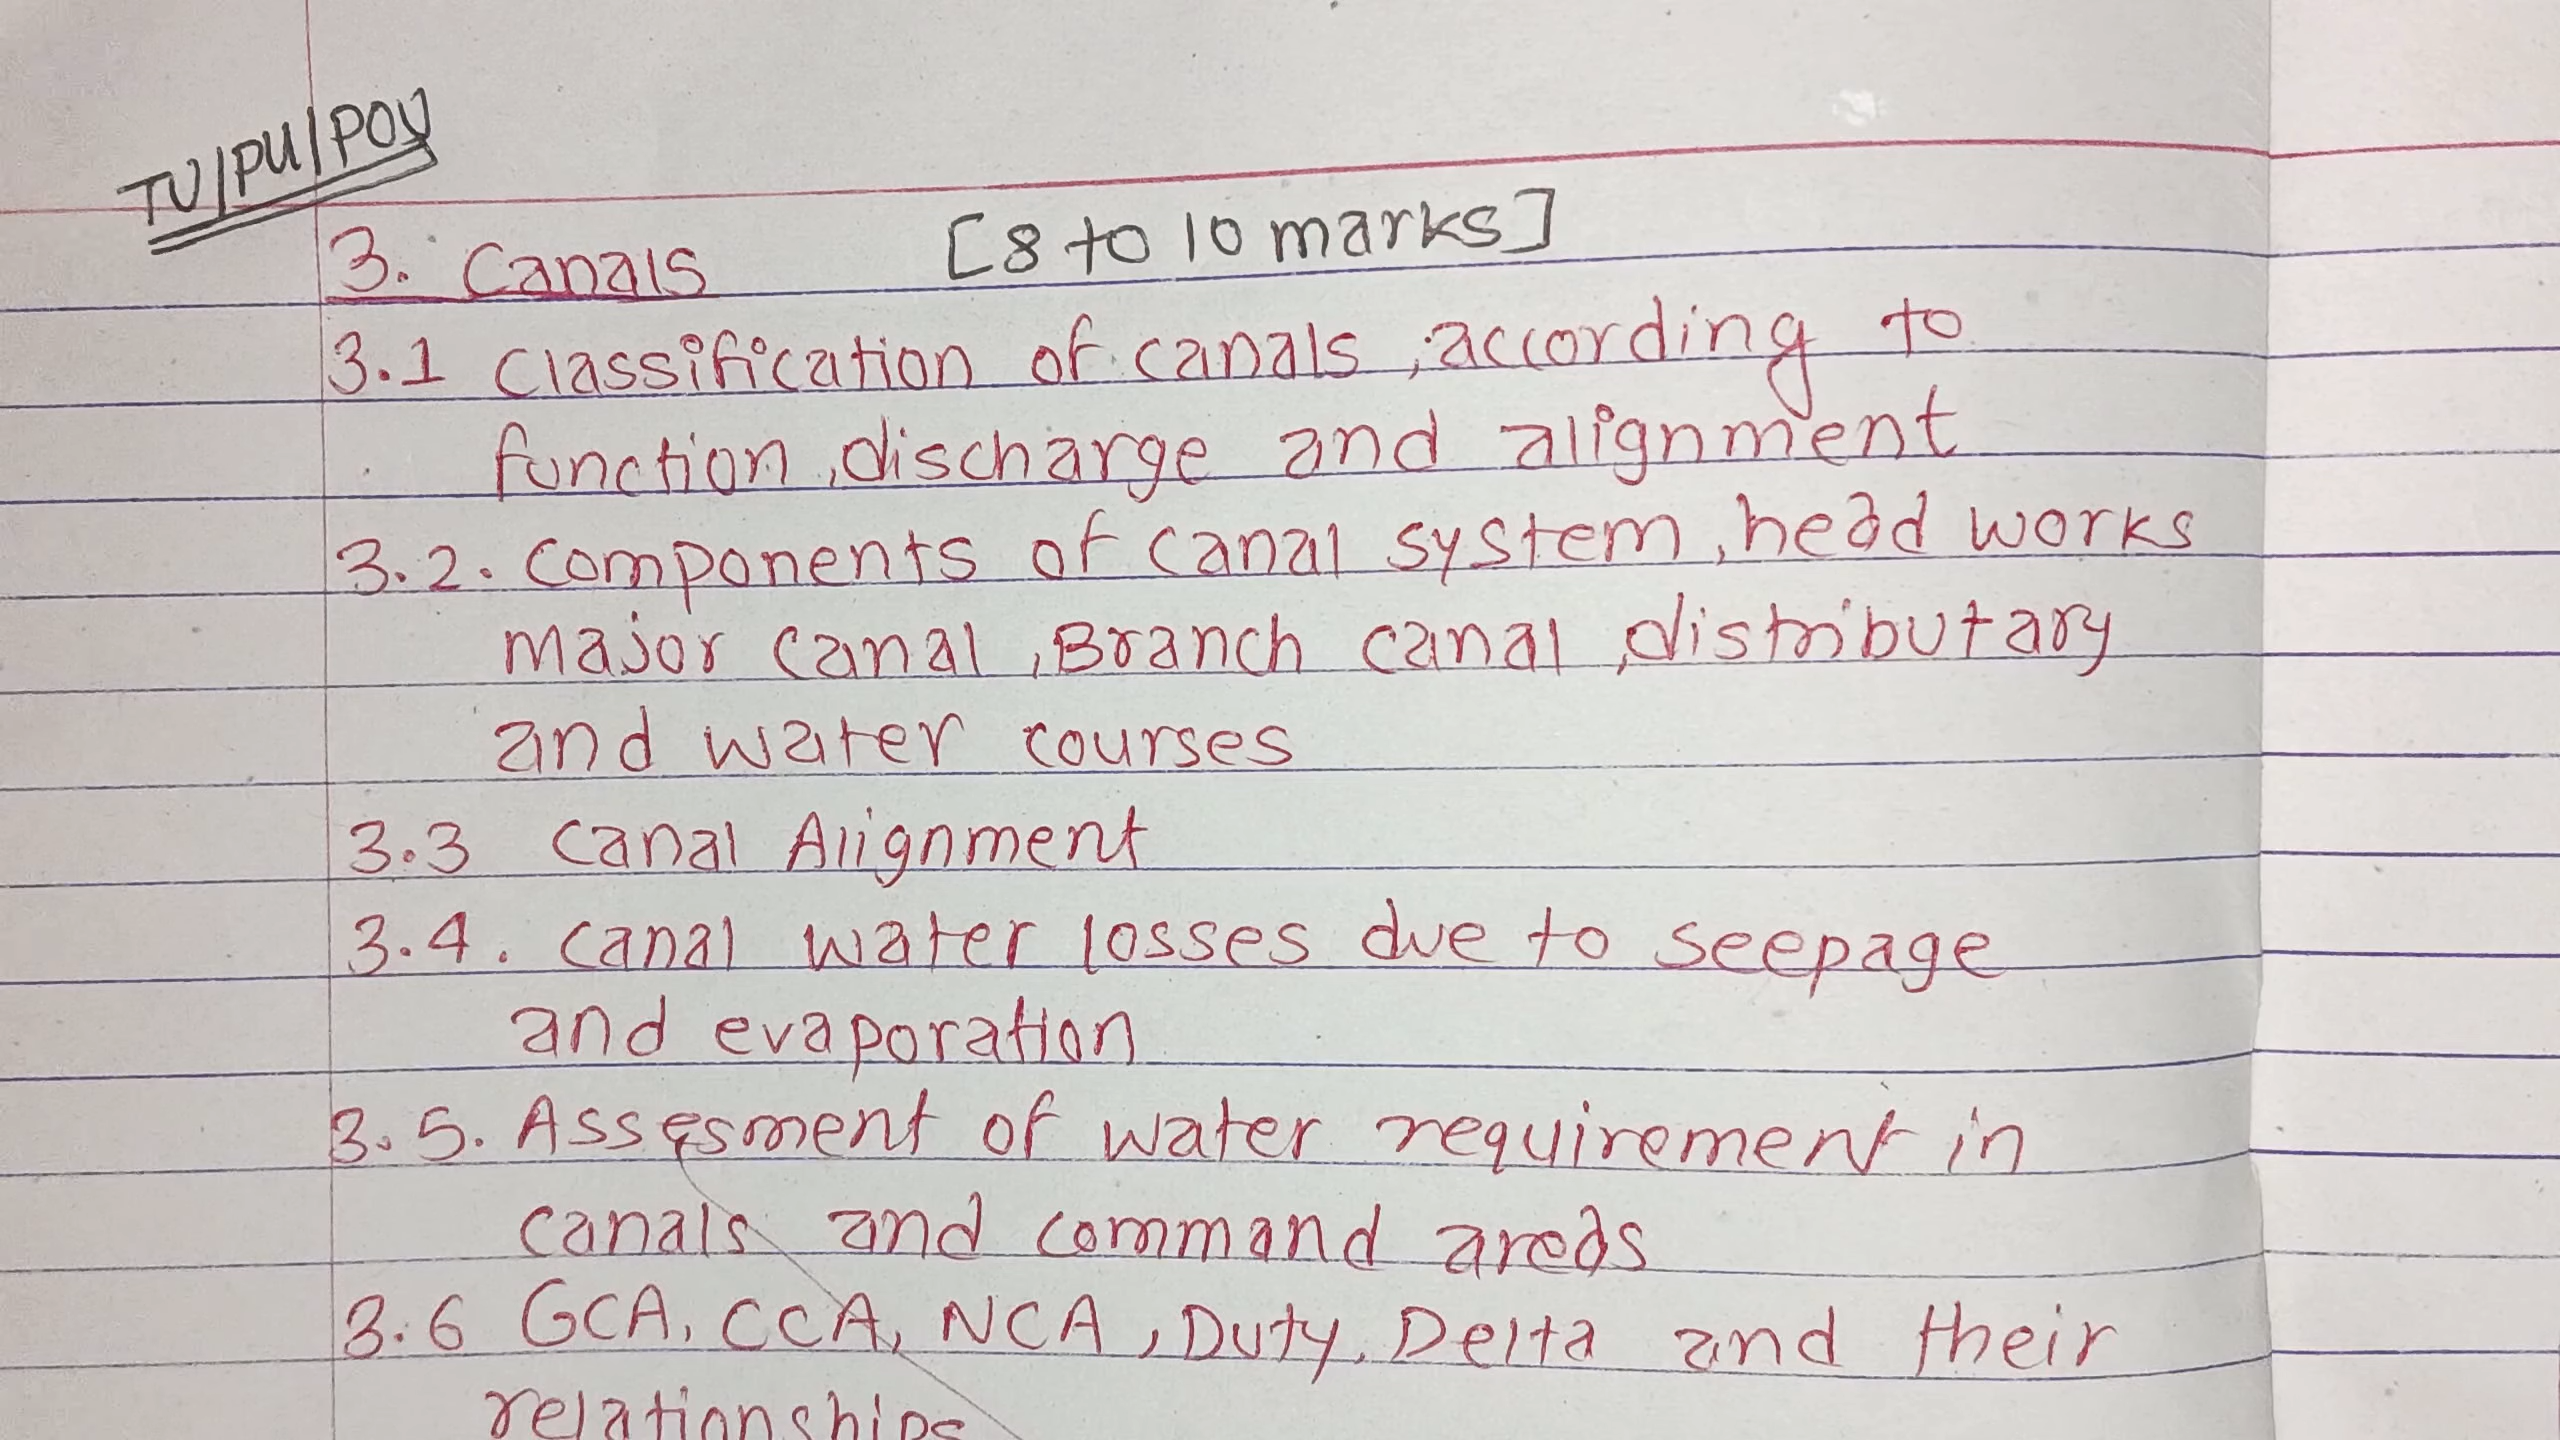 TU/PU/POU
3. Canals [8 to 10 marks]
3.1 Classification of canals, according to
function, discharge and alignment
3.2. Components of canal system, head works
major canal, Branch canal, distributary
and water courses
3.3 Canal Alignment
3.4. canal water losses due to seepage
and evaporation
3.5. Assesment of water requirement in
canals and command areas
3.6 GCA, CCA, NCA, Duty, Delta and their
relationships